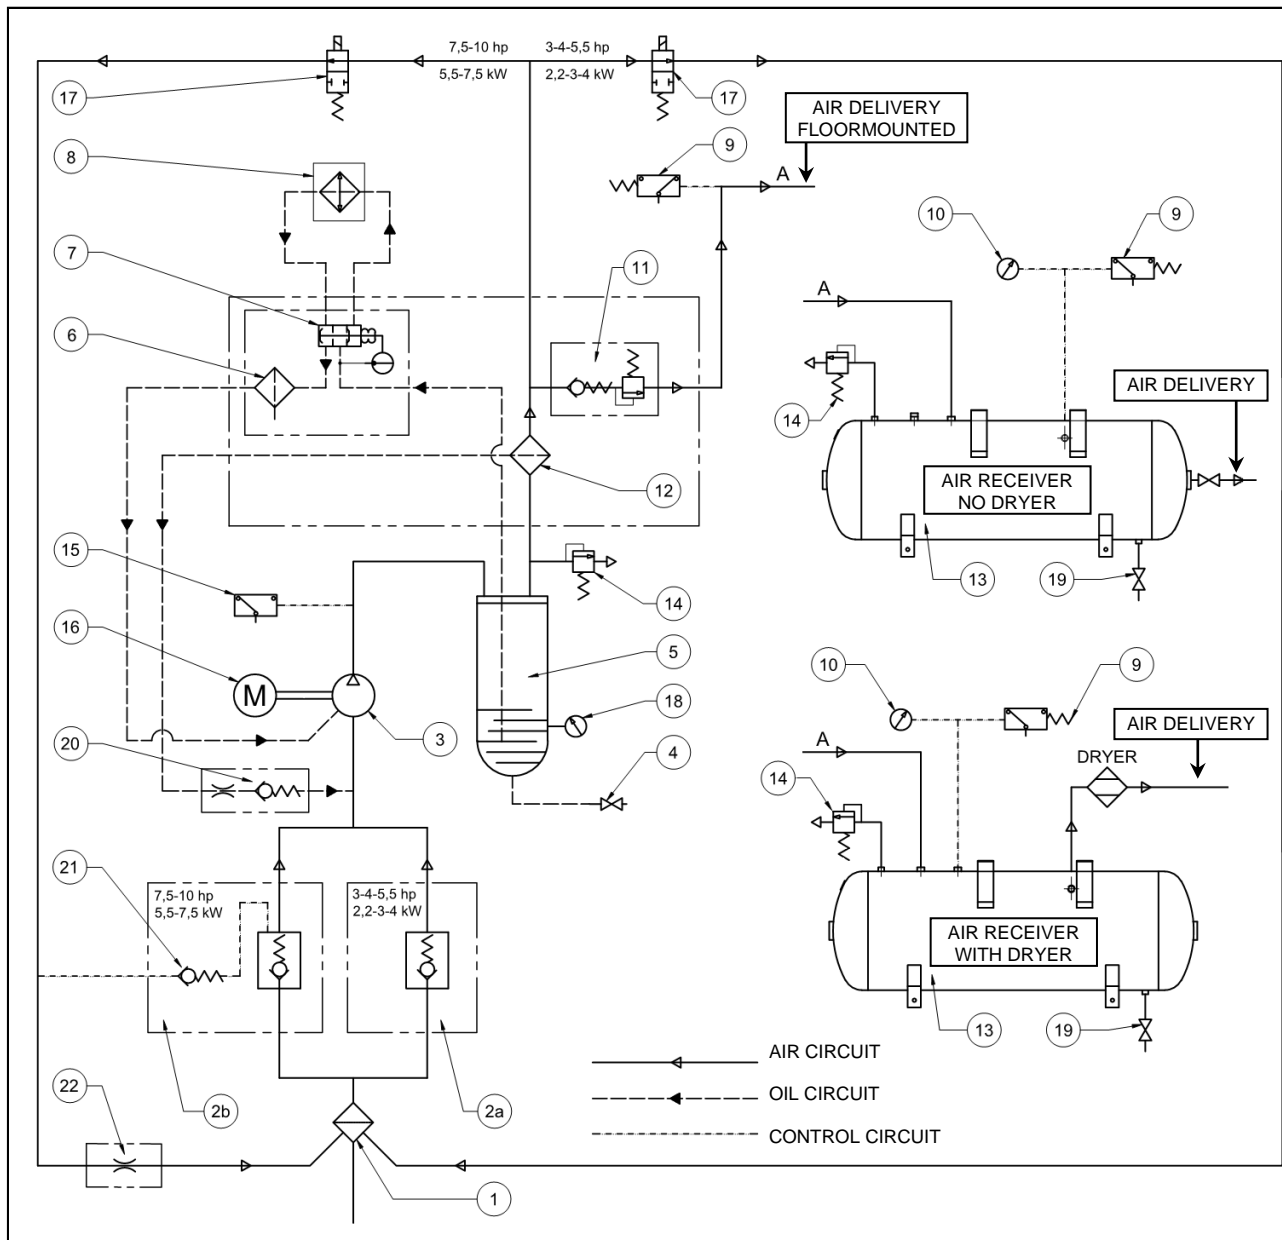 7,5-10 hp
5,5-7,5 kW
3-4-5,5 hp
2,2-3-4 kW
17
17
AIR DELIVERY
FLOORMOUNTED
8
9
A
7
11
10
9
6
A
14
AIR DELIVERY
12
AIR RECEIVER
NO DRYER
15
14
13
19
16
M
5
18
3
20
4
10
9
AIR DELIVERY
A
DRYER
14
21
7,5-10 hp
5,5-7,5 kW
3-4-5,5 hp
2,2-3-4 kW
AIR RECEIVER
WITH DRYER
13
19
22
2b
2a
1
AIR CIRCUIT
OIL CIRCUIT
CONTROL CIRCUIT